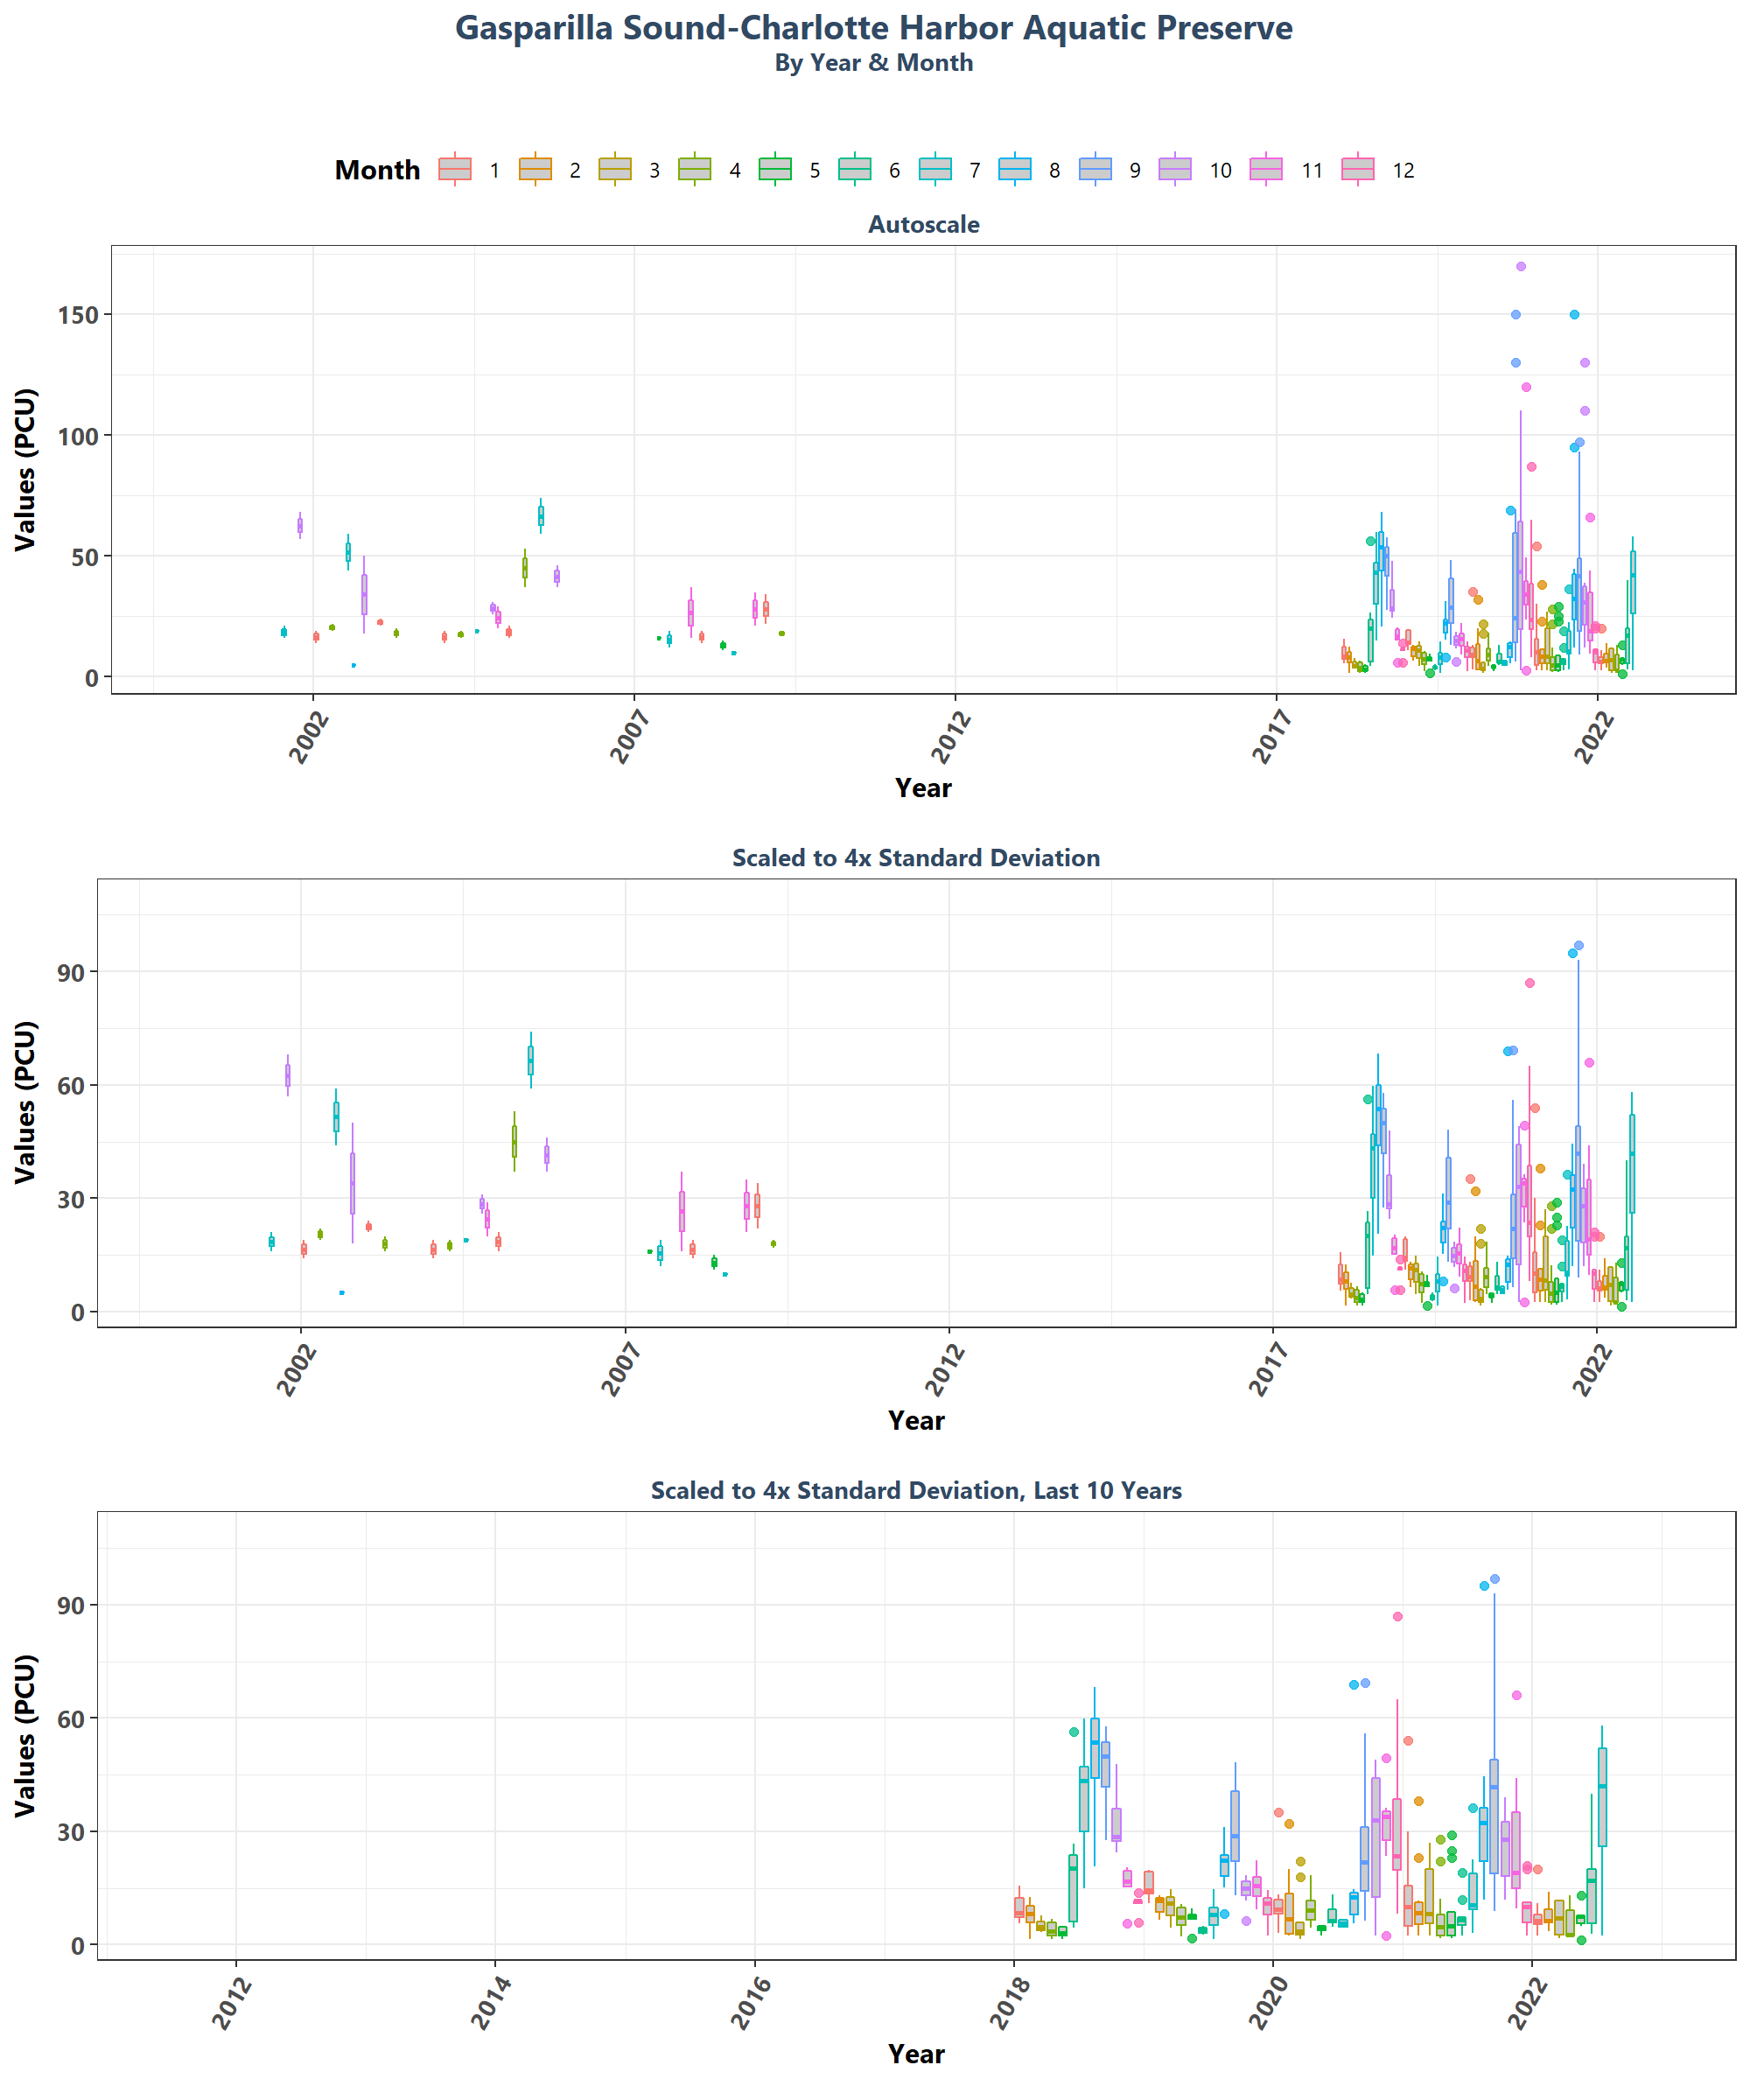 Gasparilla Sound-Charlotte Harbor Aquatic Preserve
By Year & Month
Month 1 2 3 4 5 6 7 8 9 10 11 12
Autoscale
Values (PCU)
150
100
50
0
2002 2007 2012 2017 2022
Year
Scaled to 4x Standard Deviation
Values (PCU)
90
60
30
0
2002 2007 2012 2017 2022
Year
Scaled to 4x Standard Deviation, Last 10 Years
Values (PCU)
90
60
30
0
2012 2014 2016 2018 2020 2022
Year